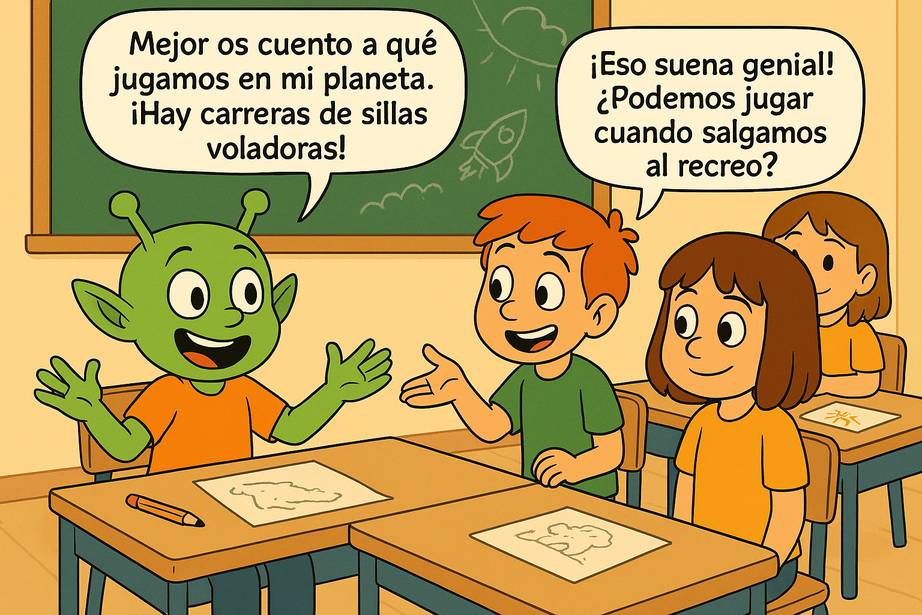 Mejor os cuento a qué
jugamos en mi planeta.
¡Hay carreras de sillas
voladoras!
¡Eso suena genial!
¿Podemos jugar
cuando salgamos
al recreo?